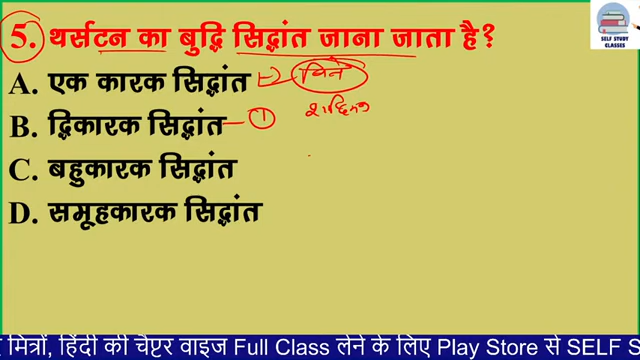 5. थर्सटन का बुद्धि सिद्धांत जाना जाता है?
SELF STUDY
CLASSES
A. एक कारक सिद्धांत
B. द्विकारक सिद्धांत - 1
C. बहुकारक सिद्धांत
D. समूहकारक सिद्धांत
मित्रों, हिंदी की चैप्टर वाइज Full Class लेने के लिए Play Store से SELF S